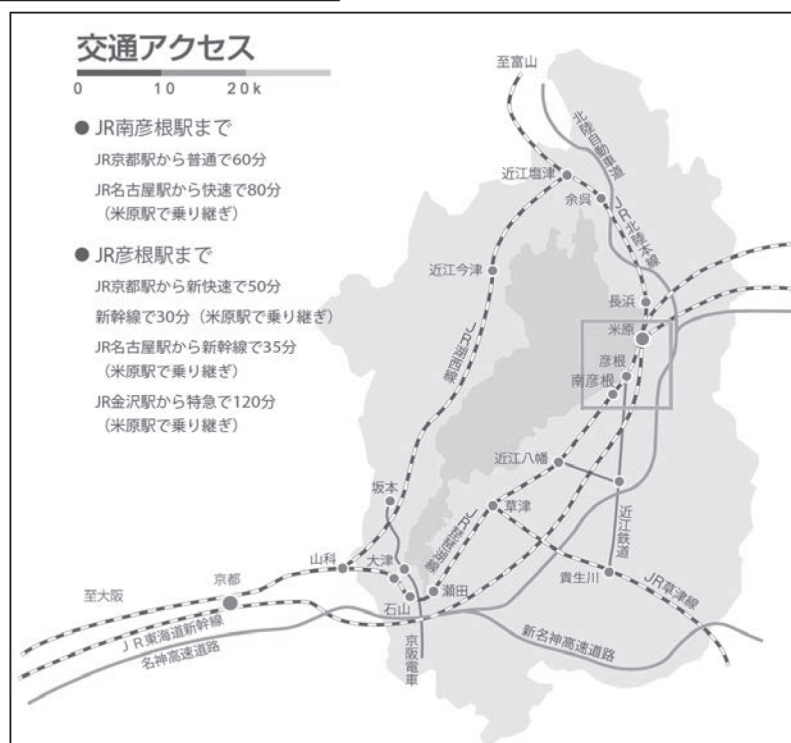 交通アクセス
0 10 20k
● JR南彦根駅まで
JR京都駅から普通で60分
JR名古屋駅から快速で80分
（米原駅で乗り継ぎ）
● JR彦根駅まで
JR京都駅から新快速で50分
新幹線で30分（米原駅で乗り継ぎ）
JR名古屋駅から新幹線で35分
（米原駅で乗り継ぎ）
JR金沢駅から特急で120分
（米原駅で乗り継ぎ）
至富山
北陸自動車道
近江塩津
余呉
JR北陸本線
近江今津
長浜
米原
JR湖西線
彦根
南彦根
近江八幡
坂本
草津
JR琵琶湖線
近江鉄道
山科
大津
京都
瀬田
貴生川
至大阪
石山
JR草津線
JR東海道新幹線
名神高速道路
京阪電車
新名神高速道路